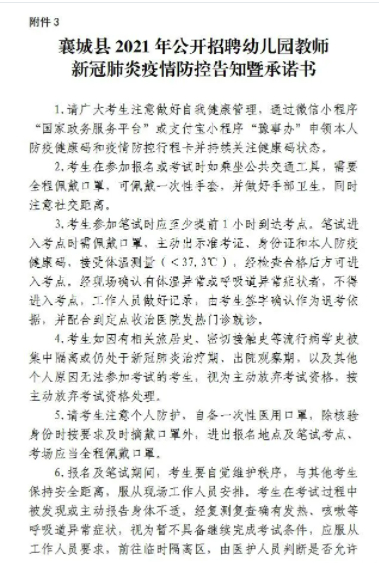 附件 3
襄城县 2021 年公开招聘幼儿园教师
新冠肺炎疫情防控告知暨承诺书
1.请广大考生注意做好自我健康管理，通过微信小程序
“国家政务服务平台”或支付宝小程序“豫事办”申领本人
防疫健康码和疫情防控行程卡并持续关注健康码状态。
2.考生在参加报名或考试时如乘坐公共交通工具，需要
全程佩戴口罩，可佩戴一次性手套，并做好手部卫生，同时
注意社交距离。
3.考生参加笔试时应至少提前 1 小时到达考点。笔试进
入考点时需佩戴口罩，主动出示准考证、身份证和本人防疫
健康码，接受体温测量（＜37.3℃），经检查合格后方可进
入考点。经现场确认有体温异常或呼吸道异常症状者，不得
进入考点，工作人员做好记录，由考生签字确认作为退考依
据，并配合到定点收治医院发热门诊就诊。
4.考生如因有相关旅居史、密切接触史等流行病学史被
集中隔离或仍处于新冠肺炎治疗期、出院观察期，以及其他
个人原因无法参加考试的考生，视为主动放弃考试资格，按
主动放弃考试资格处理。
5.请考生注意个人防护，自备一次性医用口罩，除核验
身份时按要求及时摘戴口罩外，进出报名地点及笔试考点、
考场应当全程佩戴口罩。
6.报名及笔试期间，考生要自觉维护秩序，与其他考生
保持安全距离，服从现场工作人员安排。考生在考试过程中
被发现或主动报告身体不适，经复测复查确有发热、咳嗽等
呼吸道异常症状，视为暂不具备继续完成考试条件，应服从
工作人员要求，前往临时隔离区，由医护人员判断是否允许